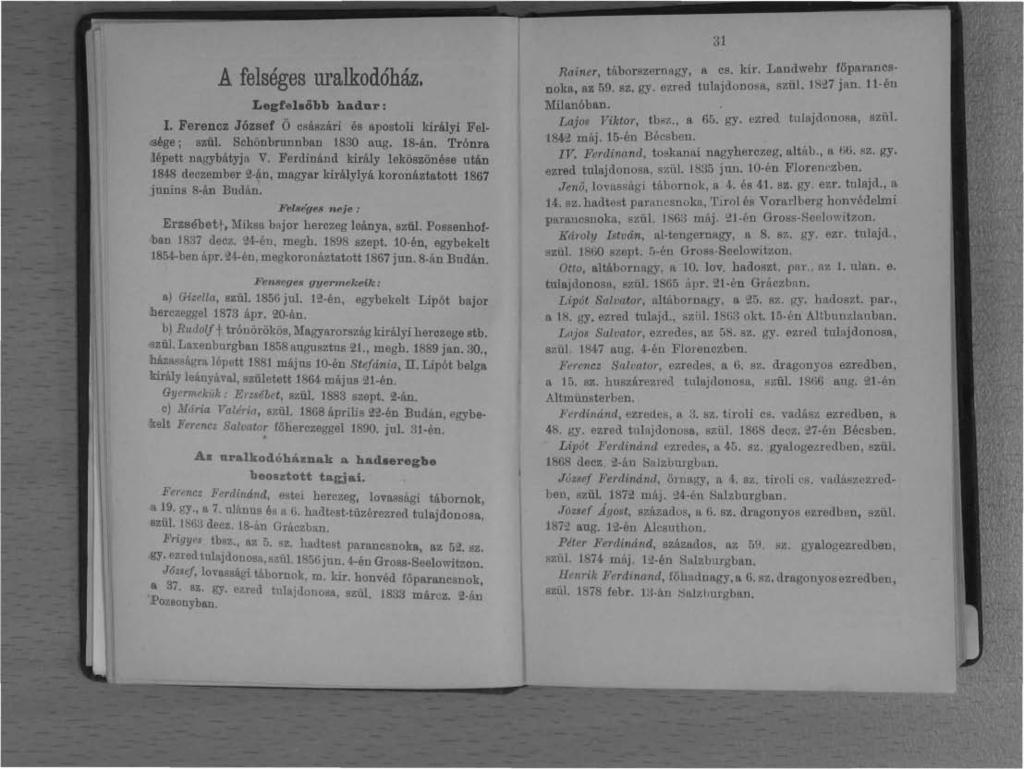 A felséges uralkodóház.
Legfelsőbb hadur:
I. Ferencz József Ő császári és apostoli királyi Fel-
sége; szül. Schönbrunnban 1830 aug. 18-án. Trónra
lépett nagybátyja V. Ferdinánd király leköszönése után
1848 deczember 2-án, magyar királylyá koronáztatott 1867
junius 8-án Budán.
Felséges neje:
Erzsébet†, Miksa bajor herczeg leánya, szül. Possenhof-
ban 1837 decz. 24-én, megh. 1898 szept. 10-én, egybekelt
1854-ben ápr. 24-én, megkoronáztatott 1867 jun. 8-án Budán.
Fenséges gyermekeik:
a) Gizella, szül. 1856 jul. 12-én, egybekelt Lipót bajor
herczeggel 1873 ápr. 20-án.
b) Rudolf † trónörökös, Magyarország királyi herczege stb.
szül. Laxenburgban 1858 augusztus 21., megh. 1889 jan. 30.,
házasságra lépett 1881 május 10-én Stefánia, II. Lipót belga
király leányával, született 1864 május 21-én.
Gyermekük: Erzsébet, szül. 1883 szept. 2-án.
c) Mária Valéria, szül. 1868 április 22-én Budán, egybe-
kelt Ferencz Salvator főherczeggel 1890. jul. 31-én.
Az uralkodóháznak a hadseregbe
beosztott tagjai.
Ferencz Ferdinánd, estei herczeg, lovassági tábornok,
a 19. gy., a 7. ulánus és a 6. hadtest-tüzérezred tulajdonosa,
szül. 1863 decz. 18-án Gráczban.
Frigyes tbsz., az 5. sz. hadtest parancsnoka, az 52. sz.
gy. ezred tulajdonosa, szül. 1856 jun. 4-én Gross-Seelowitzon.
József, lovassági tábornok, m. kir. honvéd főparancsnok,
a 37. sz. gy. ezred tulajdonosa, szül. 1833 márcz. 2-án
Pozsonyban.
31
Rainer, táborszernagy, a cs. kir. Landwehr főparancs-
noka, az 59. sz. gy. ezred tulajdonosa, szül. 1827 jan. 11-én
Milanóban.
Lajos Viktor, tbsz., a 65. gy. ezred tulajdonosa, szül.
1842 máj. 15-én Bécsben.
IV. Ferdinand, toskanai nagyherczeg, altáb., a 66. sz. gy.
ezred tulajdonosa, szül. 1835 jun. 10-én Florenczben.
Jenő, lovassági tábornok, a 4. és 41. sz. gy. ezr. tulajd., a
14. sz. hadtest parancsnoka, Tirol és Vorarlberg honvédelmi
parancsnoka, szül. 1863 máj. 21-én Gross-Seelowitzon.
Károly István, al-tengernagy, a 8. sz. gy. ezr. tulajd.,
szül. 1860 szept. 5-én Gross-Seelowitzon.
Otto, altábornagy, a 10. lov. hadoszt. par., az 1. ulan. e.
tulajdonosa, szül. 1865 ápr. 21-én Gráczban.
Lipót Salvator, altábornagy, a 25. sz. gy. hadoszt. par.,
a 18. gy. ezred tulajd., szül. 1863 okt. 15-én Altbunzlauban.
Lajos Salvator, ezredes, az 58. sz. gy. ezred tulajdonosa,
szül. 1847 aug. 4-én Florenczben.
Ferencz Salvator, ezredes, a 6. sz. dragonyos ezredben,
a 15. sz. huszárezred tulajdonosa, szül. 1866 aug. 21-én
Altmünsterben.
Ferdinánd, ezredes, a 3. sz. tiroli cs. vadász ezredben, a
48. gy. ezred tulajdonosa, szül. 1868 decz. 27-én Bécsben.
Lipót Ferdinánd ezredes, a 45. sz. gyalogezredben, szül.
1868 decz. 2-án Salzburgban.
József Ferdinánd, őrnagy, a 4. sz. tiroli cs. vadászezred-
ben, szül. 1872 máj. 24-én Salzburgban.
József Ágost, százados, a 6. sz. dragonyos ezredben, szül.
1872 aug. 12-én Alcsuthon.
Péter Ferdinánd, százados, az 59. sz. gyalogezredben,
szül. 1874 máj. 12-én Salzburgban.
Henrik Ferdinand, főhadnagy, a 6. sz. dragonyos ezredben,
szül. 1878 febr. 13-án Salzburgban.